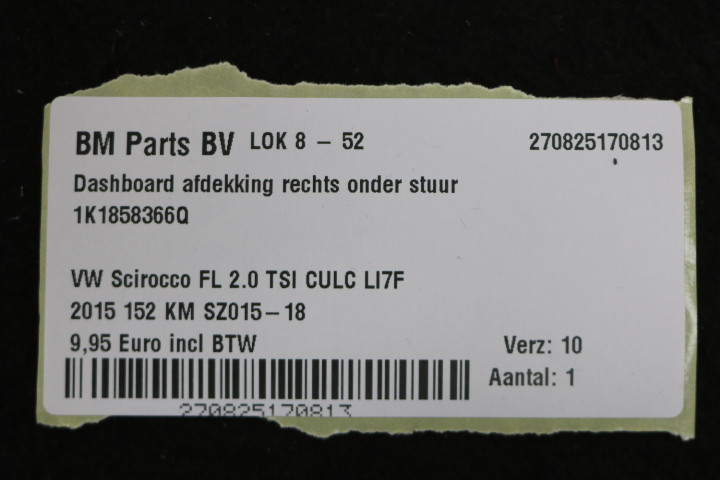 BM Parts BV LOK 8 - 52 270825170813
Dashboard afdekking rechts onder stuur
1K1858366Q
VW Scirocco FL 2.0 TSI CULC LI7F
2015 152 KM SZ015-18
9,95 Euro incl BTW Verz: 10
Aantal: 1
270825170813